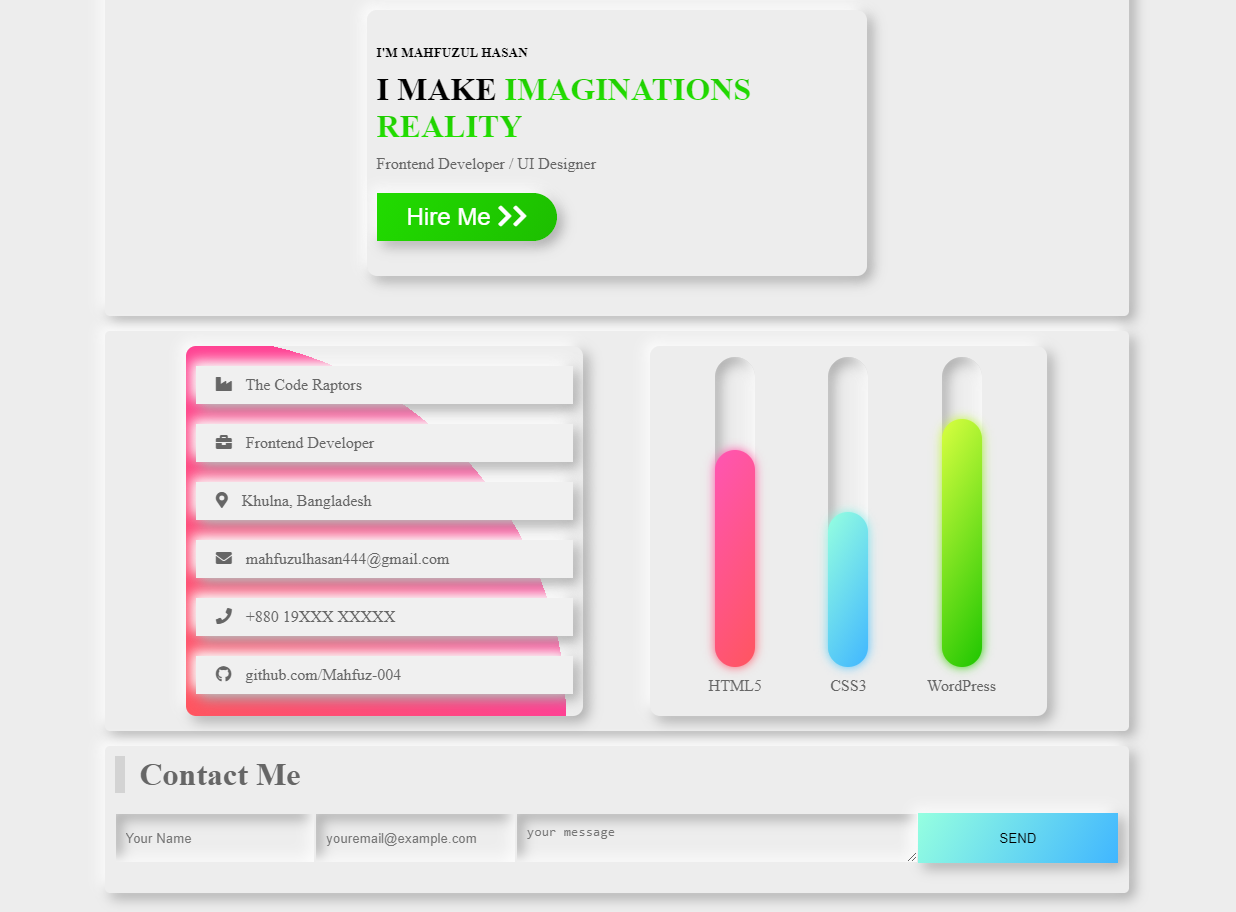 I'M MAHFUZUL HASAN
I MAKE IMAGINATIONS
REALITY
Frontend Developer / UI Designer
Hire Me
The Code Raptors
Frontend Developer
Khulna, Bangladesh
mahfuzulhasan444@gmail.com
+880 19XXX XXXXX
github.com/Mahfuz-004
HTML5 CSS3 WordPress
Contact Me
Your Name youremail@example.com your message SEND